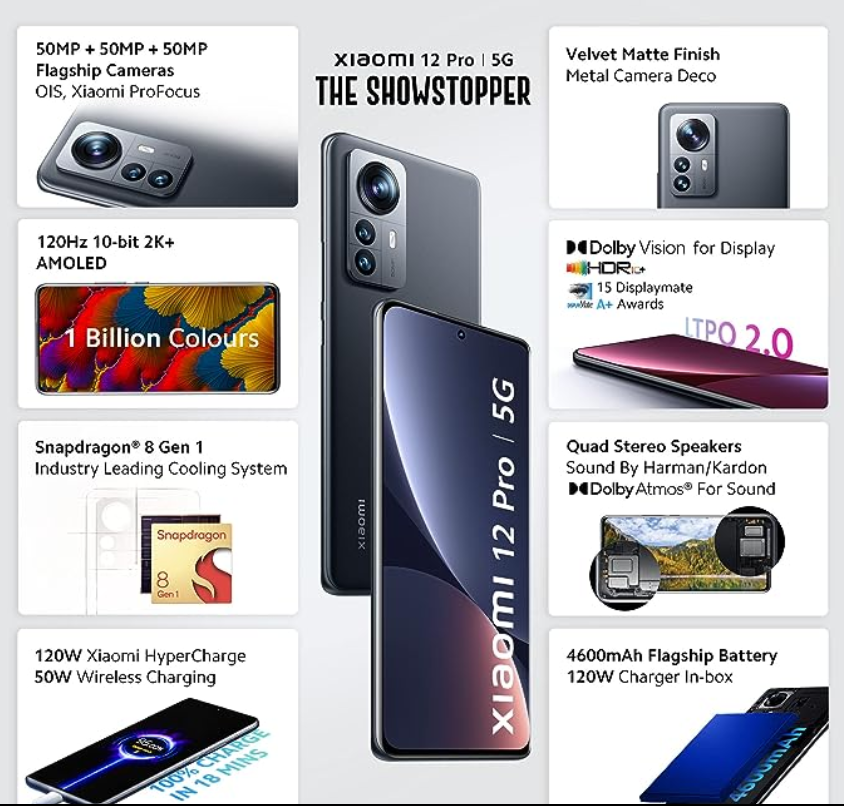 50MP + 50MP + 50MP
Flagship Cameras
OIS, Xiaomi ProFocus
120Hz 10-bit 2K+
AMOLED
1 Billion Colours
Snapdragon® 8 Gen 1
Industry Leading Cooling System
Snapdragon
8
Gen 1
120W Xiaomi HyperCharge
50W Wireless Charging
100% CHARGE
IN 18 MINS
XIAOMI 12 Pro | 5G
THE SHOWSTOPPER
xiaomi
xiaomi 12 Pro | 5G
Velvet Matte Finish
Metal Camera Deco
Dolby Vision for Display
HDR10+
15 Displaymate
A+ Awards
LTPO 2.0
Quad Stereo Speakers
Sound By Harman/Kardon
Dolby Atmos® For Sound
4600mAh Flagship Battery
120W Charger In-box
4600mAh